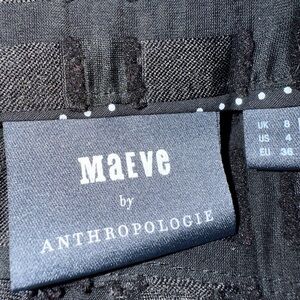 MAEVE
by
ANTHROPOLOGIE
UK 8
US 4
EU 36